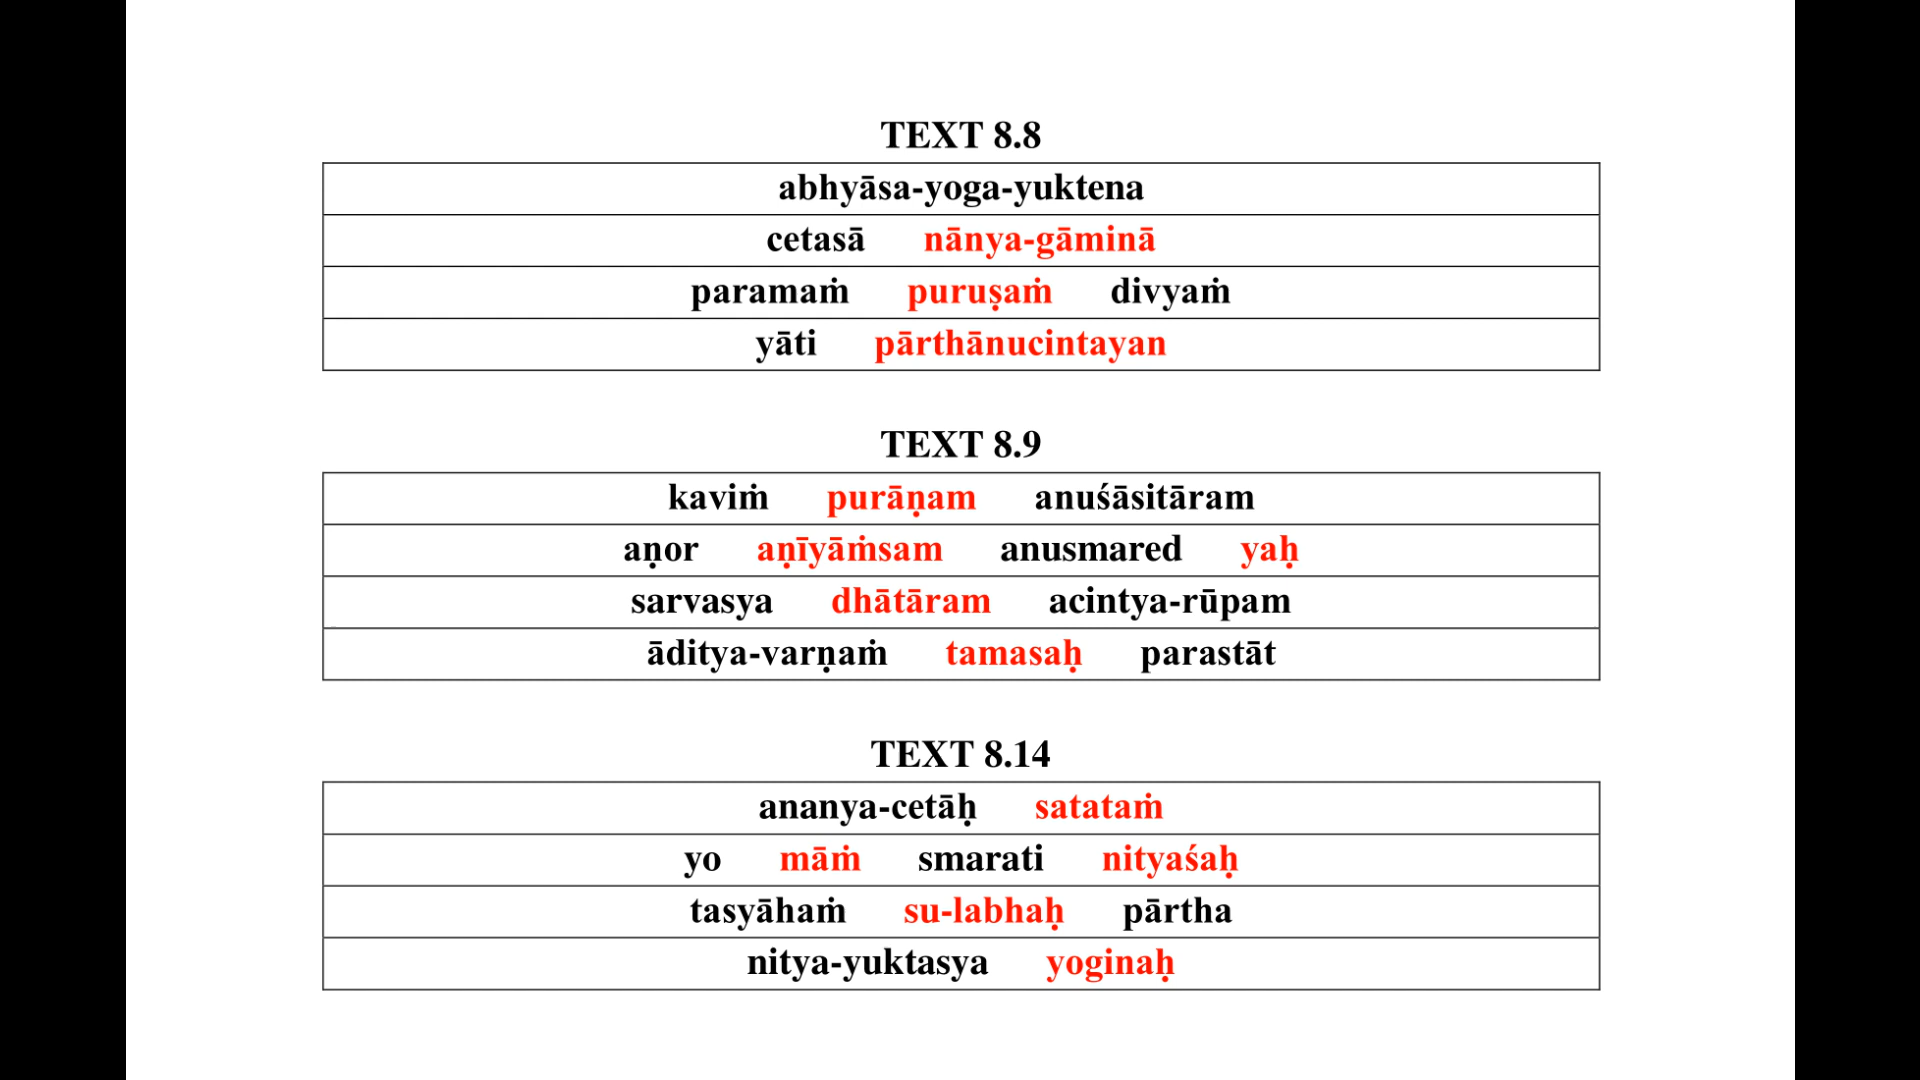 TEXT 8.8
abhyāsa-yoga-yuktena
cetasā nānya-gāminā
paramaṁ puruṣaṁ divyaṁ
yāti pārthānucintayan
TEXT 8.9
kaviṁ purāṇam anuśāsitāram
aṇor aṇīyāṁsam anusmared yaḥ
sarvasya dhātāram acintya-rūpam
āditya-varṇaṁ tamasaḥ parastāt
TEXT 8.14
ananya-cetāḥ satataṁ
yo māṁ smarati nityaśaḥ
tasyāhaṁ su-labhaḥ pārtha
nitya-yuktasya yoginaḥ